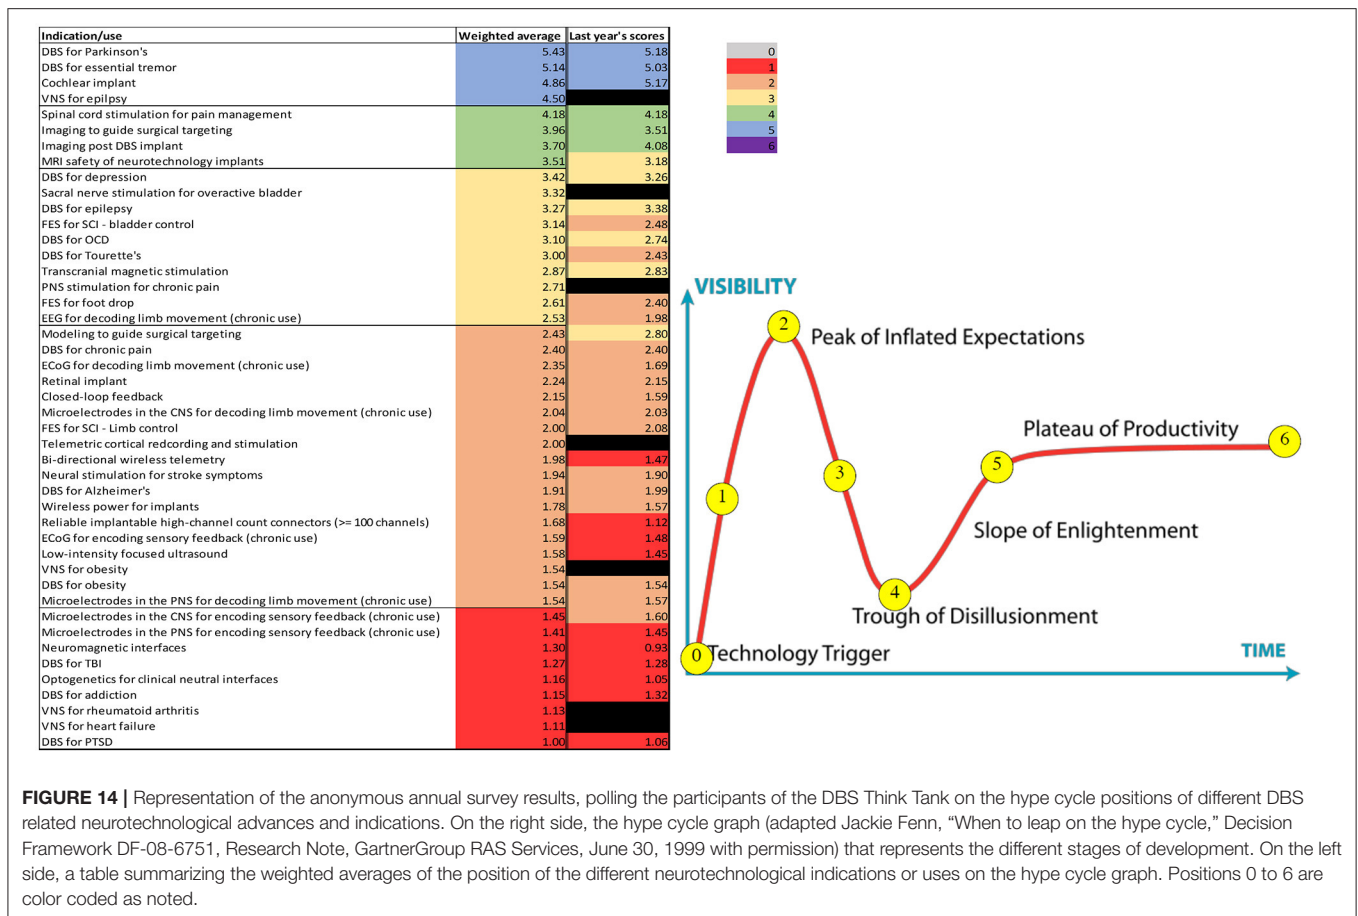 Indication/use Weighted average Last year's scores
DBS for Parkinson's 5.43 5.18
DBS for essential tremor 5.14 5.03
Cochlear implant 4.86 5.17
VNS for epilpsy 4.50
Spinal cord stimulation for pain management 4.18 4.18
Imaging to guide surgical targeting 3.96 3.51
Imaging post DBS implant 3.70 4.08
MRI safety of neurotechnology implants 3.51 3.18
DBS for depression 3.42 3.26
Sacral nerve stimulation for overactive bladder 3.32
DBS for epilepsy 3.27 3.38
FES for SCI - bladder control 3.14 2.48
DBS for OCD 3.10 2.74
DBS for Tourette's 3.00 2.43
Transcranial magnetic stimulation 2.87 2.83
PNS stimulation for chronic pain 2.71
FES for foot drop 2.61 2.40
EEG for decoding limb movement (chronic use) 2.53 1.98
Modeling to guide surgical targeting 2.43 2.80
DBS for chronic pain 2.40 2.40
ECoG for decoding limb movement (chronic use) 2.35 1.69
Retinal implant 2.24 2.15
Closed-loop feedback 2.15 1.59
Microelectrodes in the CNS for decoding limb movement (chronic use) 2.04 2.03
FES for SCI - Limb control 2.00 2.08
Telemetric cortical redcording and stimulation 2.00
Bi-directional wireless telemetry 1.98 1.47
Neural stimulation for stroke symptoms 1.94 1.90
DBS for Alzheimer's 1.91 1.99
Wireless power for implants 1.78 1.57
Reliable implantable high-channel count connectors (>= 100 channels) 1.68 1.12
ECoG for encoding sensory feedback (chronic use) 1.59 1.48
Low-intensity focused ultrasound 1.58 1.45
VNS for obesity 1.54
DBS for obesity 1.54 1.54
Microelectrodes in the PNS for decoding limb movement (chronic use) 1.54 1.57
Microelectrodes in the CNS for encoding sensory feedback (chronic use) 1.45 1.60
Microelectrodes in the PNS for encoding sensory feedback (chronic use) 1.41 1.45
Neuromagnetic interfaces 1.30 0.93
DBS for TBI 1.27 1.28
Optogenetics for clinical neutral interfaces 1.16 1.05
DBS for addiction 1.15 1.32
VNS for rheumatoid arthritis 1.13
VNS for heart failure 1.11
DBS for PTSD 1.00 1.06
0
1
2
3
4
5
6
VISIBILITY
2
Peak of Inflated Expectations
Plateau of Productivity
6
5
3
1
Slope of Enlightenment
4
Trough of Disillusionment
0
Technology Trigger
TIME
FIGURE 14 | Representation of the anonymous annual survey results, polling the participants of the DBS Think Tank on the hype cycle positions of different DBS
related neurotechnological advances and indications. On the right side, the hype cycle graph (adapted Jackie Fenn, “When to leap on the hype cycle,” Decision
Framework DF-08-6751, Research Note, GartnerGroup RAS Services, June 30, 1999 with permission) that represents the different stages of development. On the left
side, a table summarizing the weighted averages of the position of the different neurotechnological indications or uses on the hype cycle graph. Positions 0 to 6 are
color coded as noted.